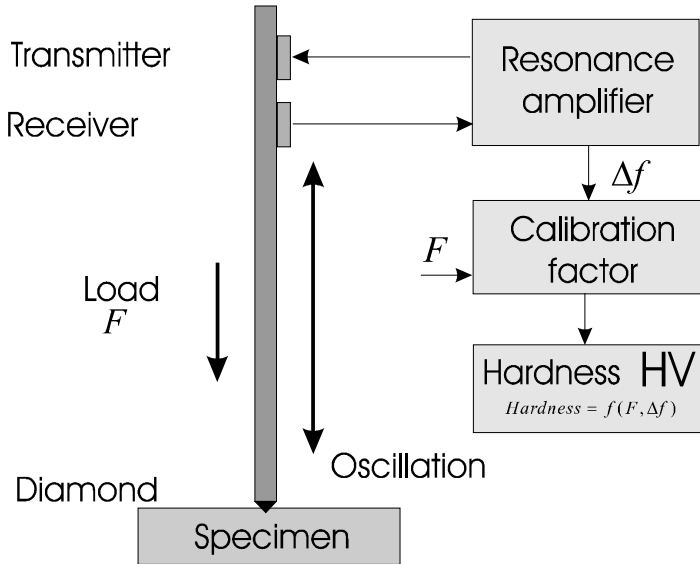 Transmitter
Receiver
Resonance
amplifier
Δf
Calibration
factor
F
Load
F
Hardness HV
Hardness = f(F,Δf)
Oscillation
Diamond
Specimen